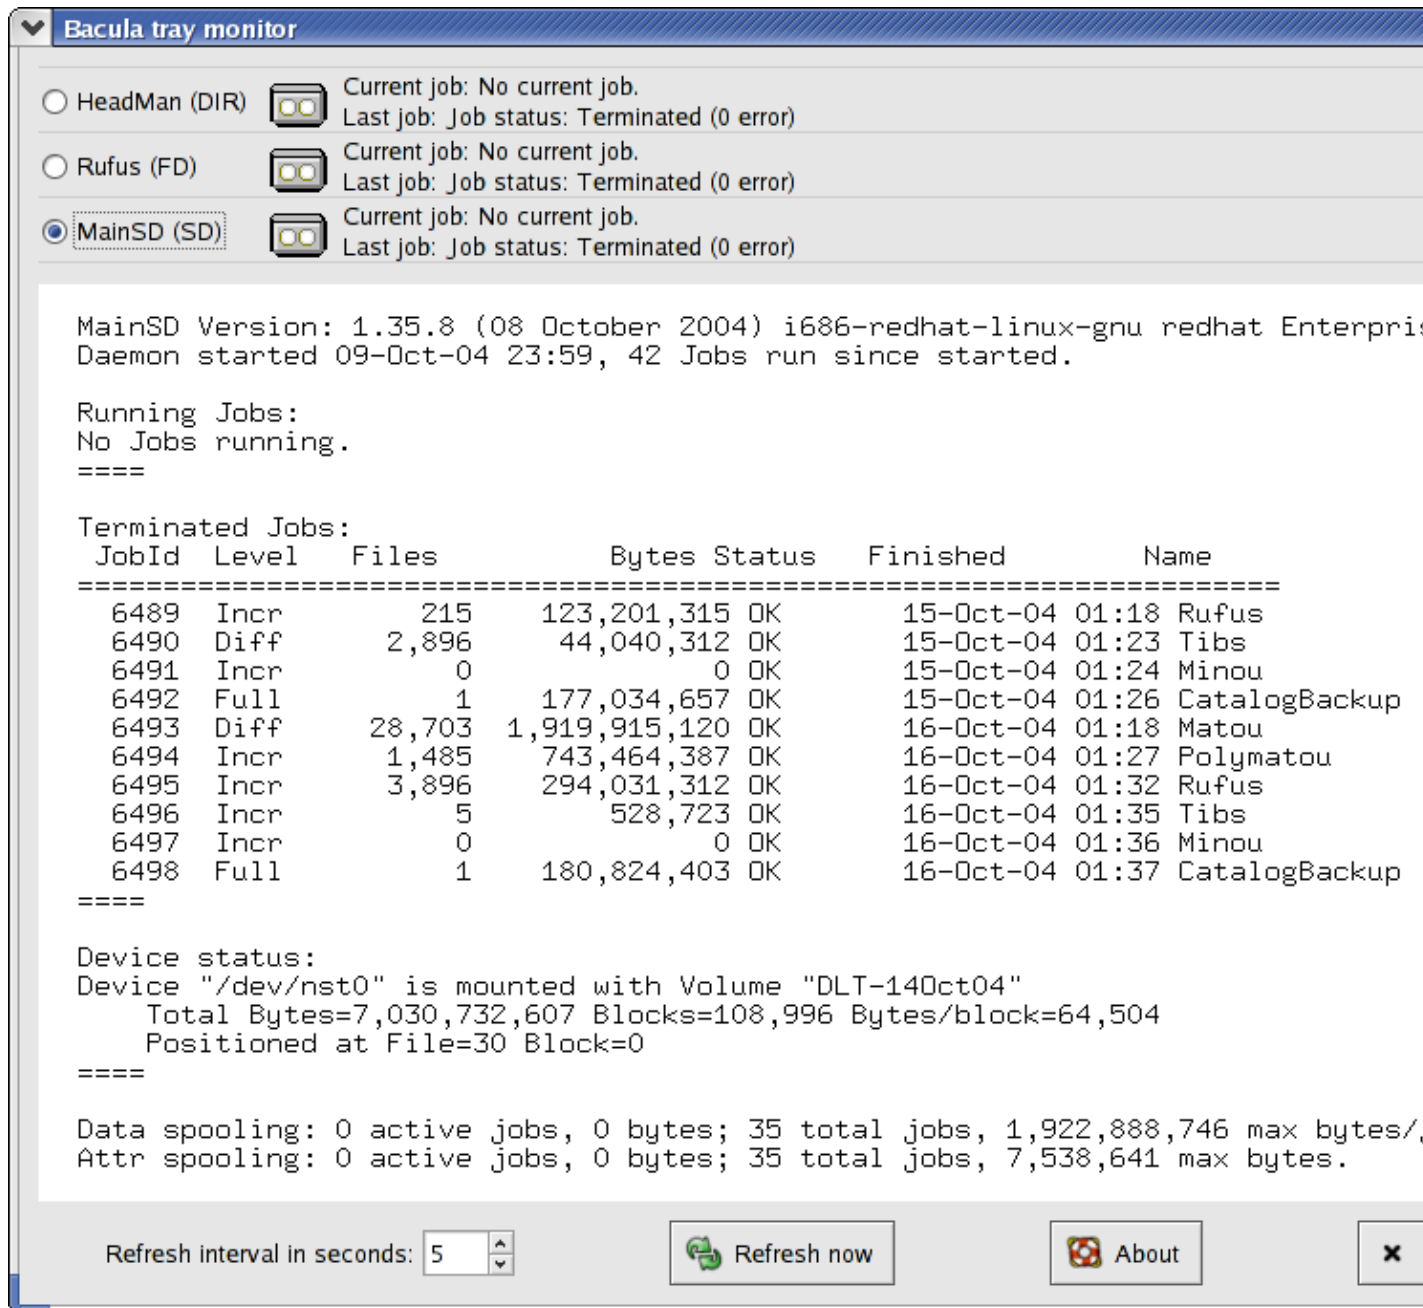 Bacula tray monitor
HeadMan (DIR)
Current job: No current job.
Last job: Job status: Terminated (0 error)
Rufus (FD)
Current job: No current job.
Last job: Job status: Terminated (0 error)
MainSD (SD)
Current job: No current job.
Last job: Job status: Terminated (0 error)
MainSD Version: 1.35.8 (08 October 2004) i686-redhat-linux-gnu redhat
Daemon started 09-Oct-04 23:59, 42 Jobs run since started.
Running Jobs:
No Jobs running.
====
Terminated Jobs:
JobId Level Files Bytes Status Finished Name
======================================================================
6489 Incr 215 123,201,315 OK 15-Oct-04 01:18 Rufus
6490 Diff 2,896 44,040,312 OK 15-Oct-04 01:23 Tibs
6491 Incr 0 0 OK 15-Oct-04 01:24 Minou
6492 Full 1 177,034,657 OK 15-Oct-04 01:26 CatalogBackup
6493 Diff 28,703 1,919,915,120 OK 16-Oct-04 01:18 Matou
6494 Incr 1,485 743,464,387 OK 16-Oct-04 01:27 Polymatou
6495 Incr 3,896 294,031,312 OK 16-Oct-04 01:32 Rufus
6496 Incr 5 528,723 OK 16-Oct-04 01:35 Tibs
6497 Incr 0 0 OK 16-Oct-04 01:36 Minou
6498 Full 1 180,824,403 OK 16-Oct-04 01:37 CatalogBackup
====
Device status:
Device "/dev/nst0" is mounted with Volume "DLT-14Oct04"
Total Bytes=7,030,732,607 Blocks=108,996 Bytes/block=64,504
Positioned at File=30 Block=0
====
Data spooling: 0 active jobs, 0 bytes; 35 total jobs, 1,922,888,746 max bytes/
Attr spooling: 0 active jobs, 0 bytes; 35 total jobs, 7,538,641 max bytes.
Refresh interval in seconds: 5
Refresh now
About